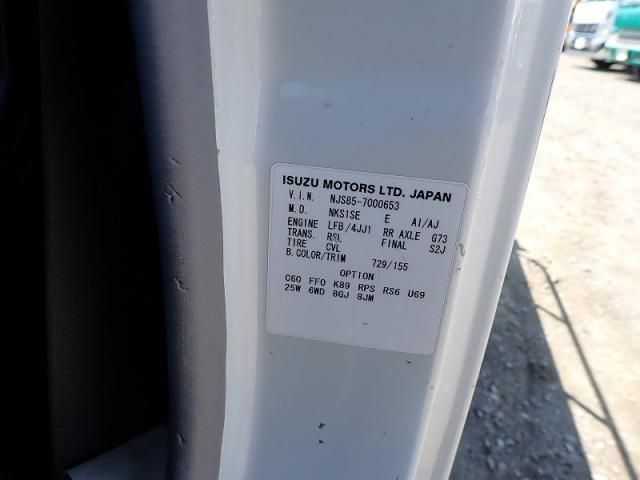 ISUZU MOTORS LTD. JAPAN
V.I.N. NJS85-7000653
M.D. NKS1SE E AI/AJ
ENGINE LFB /4JJ1 RR AXLE G73
TRANS. RSL FINAL S2J
TIRE CVL
B.COLOR/TRIM 729/155
OPTION
C60 FF0 K89 RPS RS6 U69
25W 6WD 8GJ 8JM